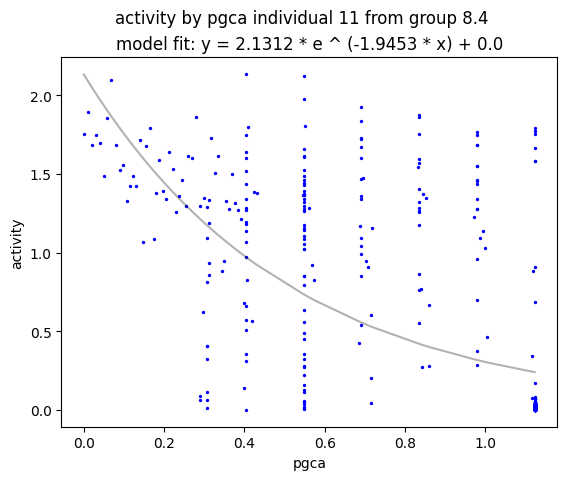 activity by pgca individual 11 from group 8.4
model fit: y = 2.1312 * e ^ (-1.9453 * x) + 0.0
activity
2.0
1.5
1.0
0.5
0.0
0.0 0.2 0.4 0.6 0.8 1.0
pgca